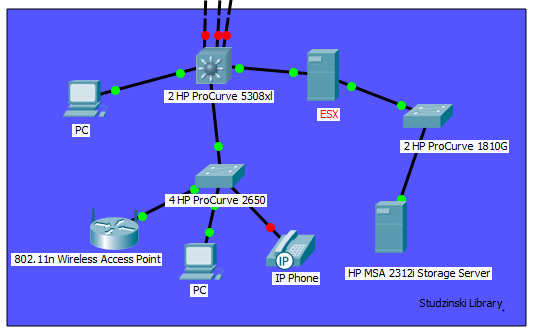 2 HP ProCurve 5308xl
ESX
PC
2 HP ProCurve 1810G
4 HP ProCurve 2650
802.11n Wireless Access Point
IP
IP Phone
HP MSA 2312i Storage Server
PC
Studzinski Library.